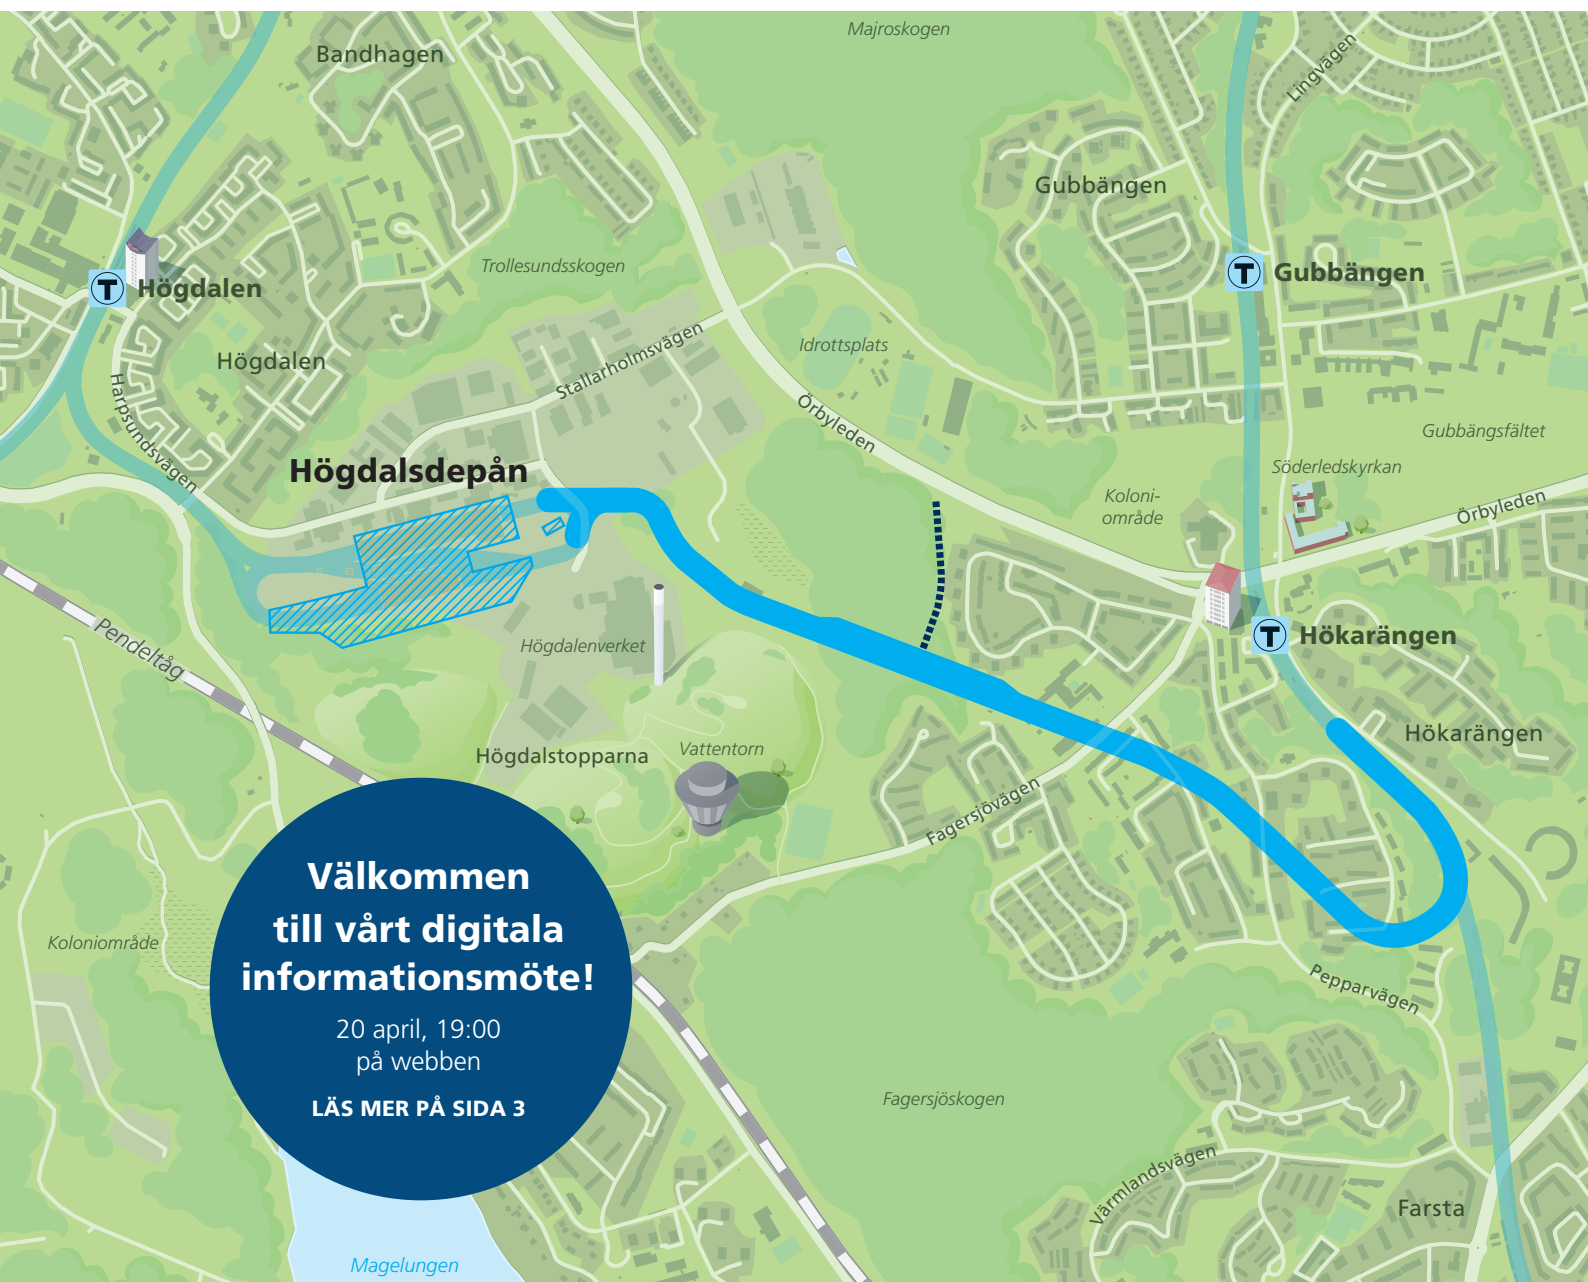 Majroskogen
Bandhagen
Lingvägen
Gubbängen
Trollesundsskogen
T Högdalen
T Gubbängen
Högdalen
Stallarholmsvägen
Idrottsplats
Harpsundsvägen
Örbyleden
Gubbängsfältet
Högdalsdepån
Söderledskyrkan
Koloni-
område
Örbyleden
Pendeltåg
Högdalenverket
T Hökarängen
Hökarängen
Högdalstopparna
Vattentorn
Fagersjövägen
Välkommen
till vårt digitala
informationsmöte!
20 april, 19:00
på webben
LÄS MER PÅ SIDA 3
Koloniområde
Pepparvägen
Fagersjöskogen
Värmlandsvägen
Farsta
Magelungen